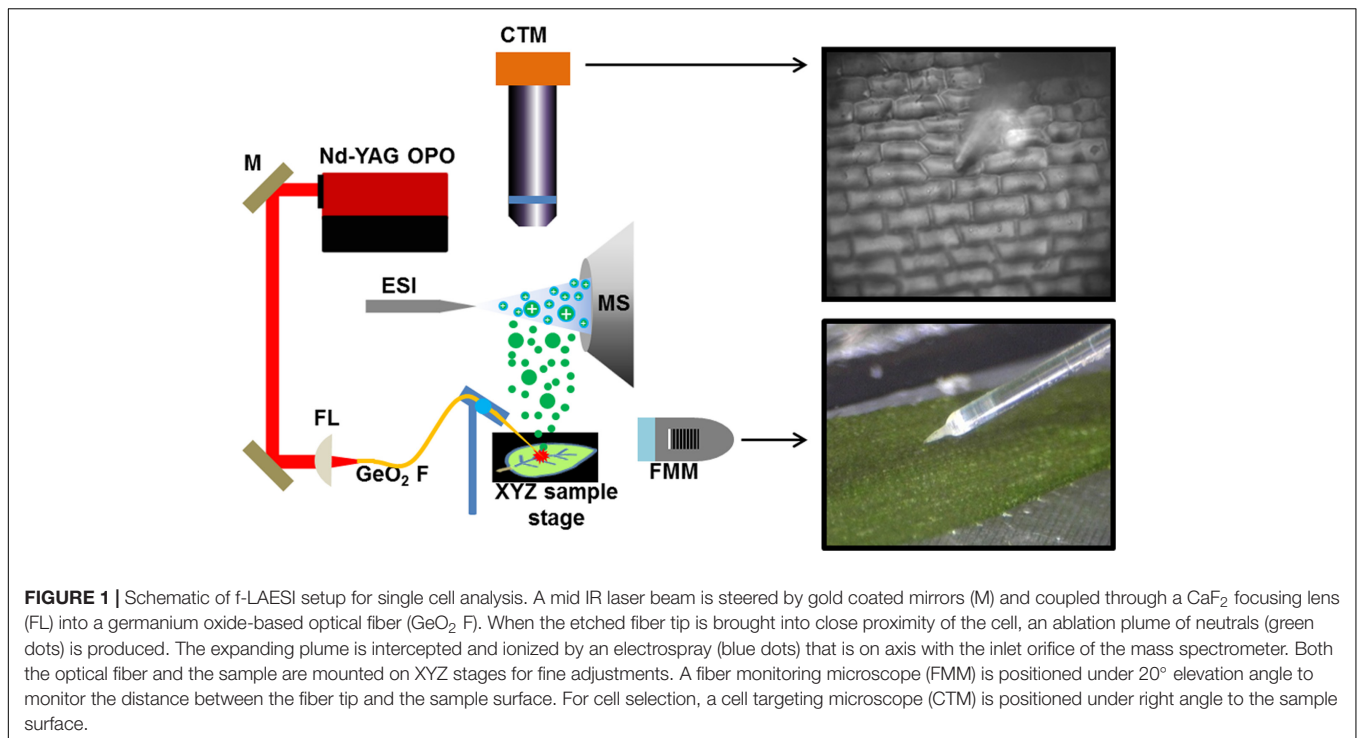 CTM
Nd-YAG OPO
M
ESI
MS
FL
GeO₂ F
FMM
XYZ sample
stage
FIGURE 1 | Schematic of f-LAESI setup for single cell analysis. A mid IR laser beam is steered by gold coated mirrors (M) and coupled through a CaF₂ focusing lens
(FL) into a germanium oxide-based optical fiber (GeO₂ F). When the etched fiber tip is brought into close proximity of the cell, an ablation plume of neutrals (green
dots) is produced. The expanding plume is intercepted and ionized by an electrospray (blue dots) that is on axis with the inlet orifice of the mass spectrometer. Both
the optical fiber and the sample are mounted on XYZ stages for fine adjustments. A fiber monitoring microscope (FMM) is positioned under 20° elevation angle to
monitor the distance between the fiber tip and the sample surface. For cell selection, a cell targeting microscope (CTM) is positioned under right angle to the sample
surface.